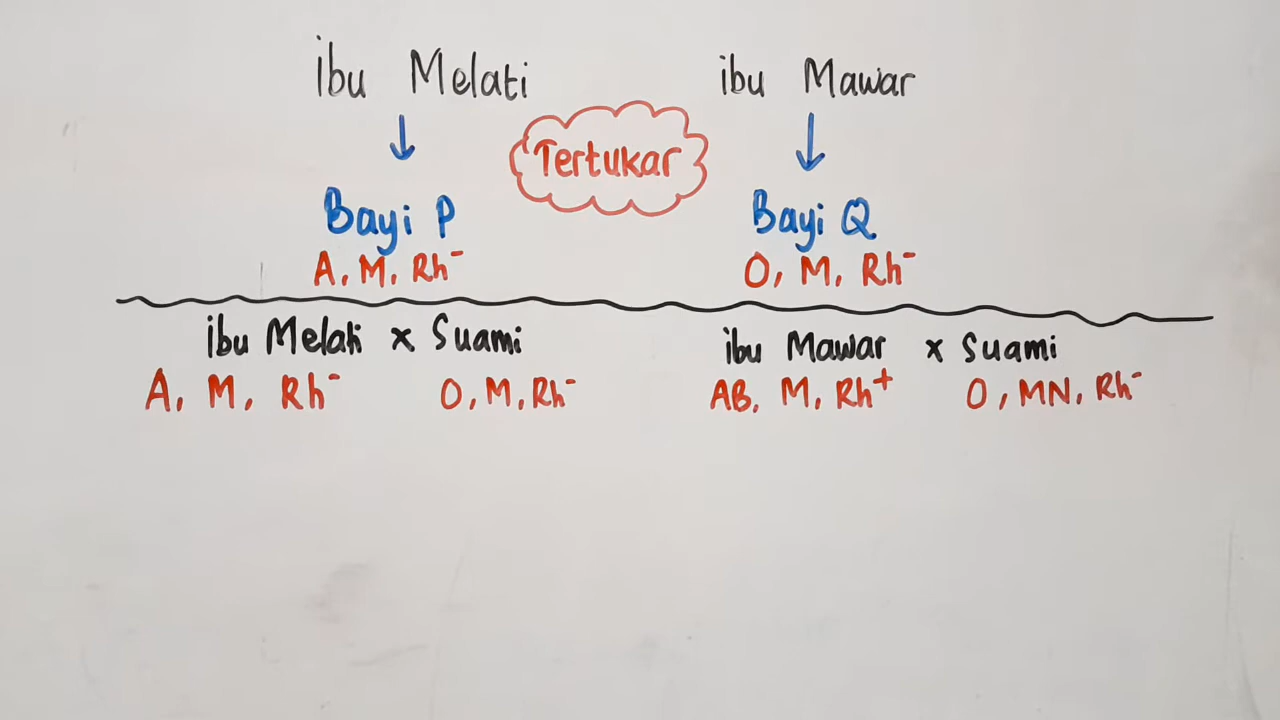 ibu Melati
ibu Mawar
Tertukar
Bayi P
Bayi Q
A, M, Rh⁻
O, M, Rh⁻
ibu Melati x Suami
ibu Mawar x Suami
A, M, Rh⁻
O, M, Rh⁻
AB, M, Rh⁺
O, MN, Rh⁻